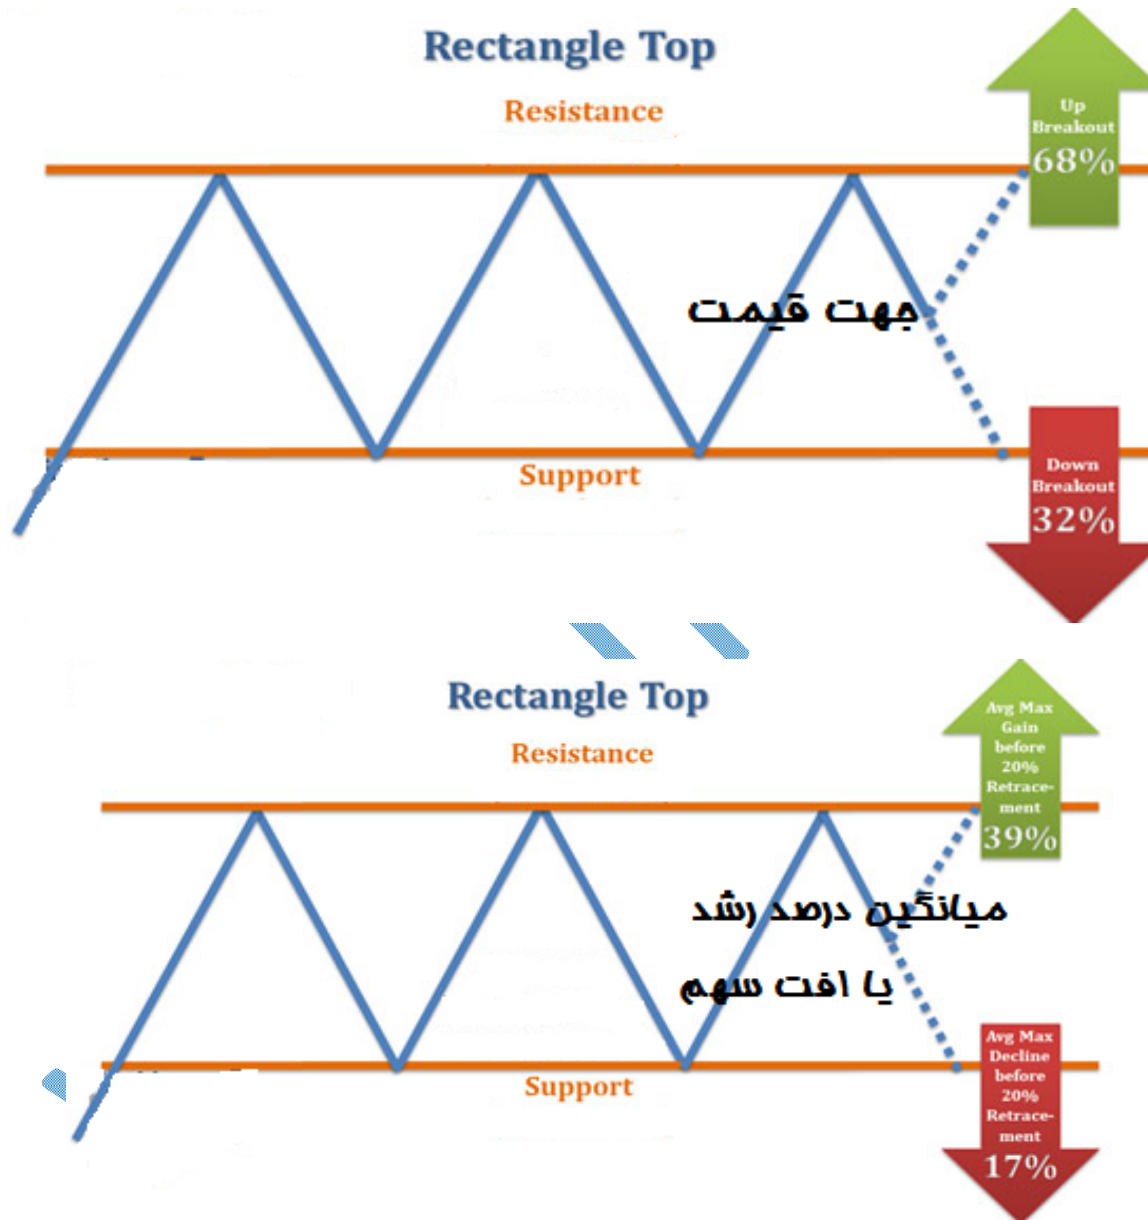 Rectangle Top
Resistance
Up
Breakout
68%
جهت قیمت
Down
Breakout
32%
Support
Rectangle Top
Resistance
Avg Max
Gain
before
20%
Retrace-
ment
39%
میانگین درصد رشد
یا افت سهم
Avg Max
Decline
before
20%
Retrace-
ment
17%
Support